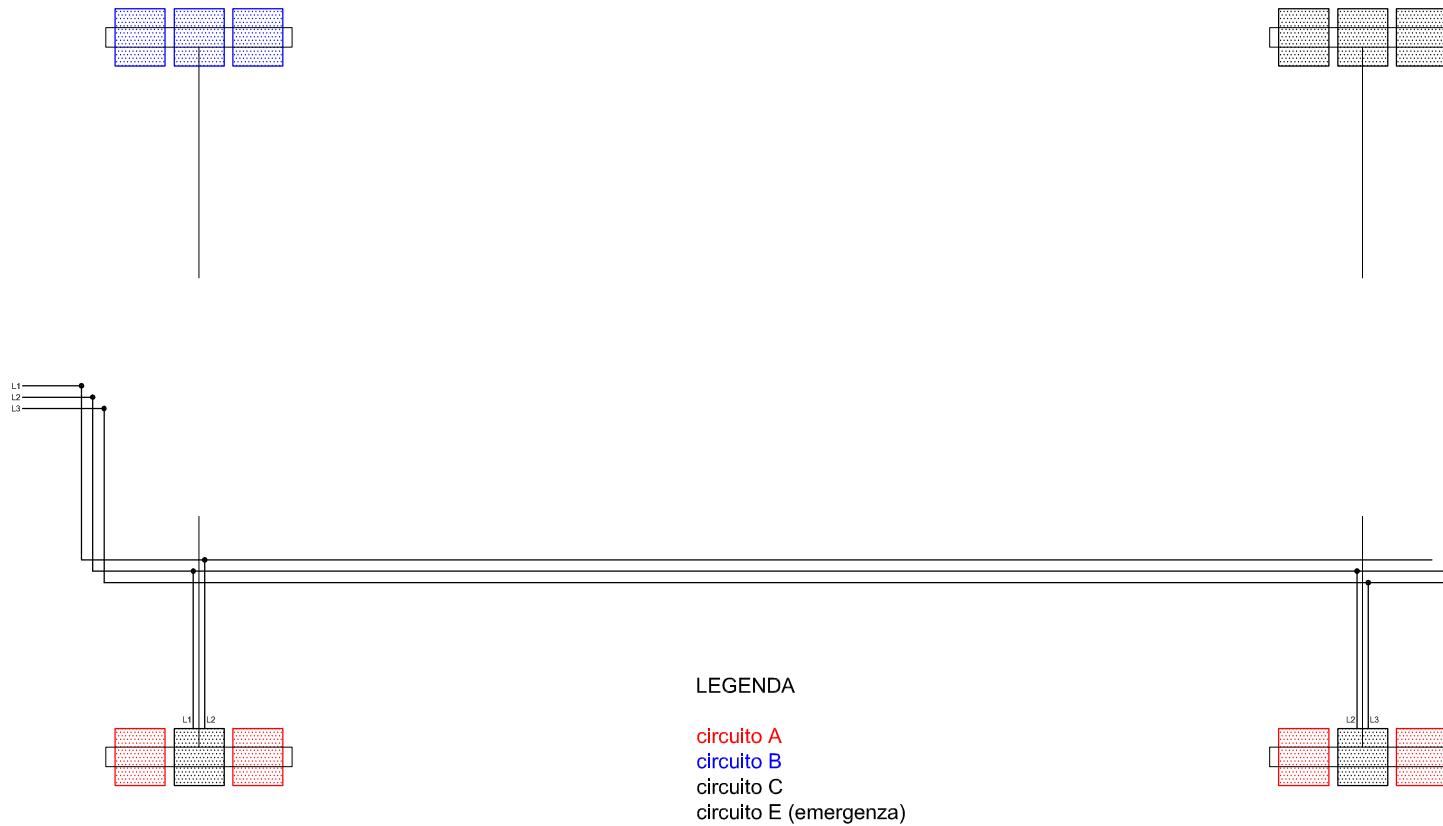 L1
L2
L3
L1 L2
L2 L3
LEGENDA
circuito A
circuito B
circuito C
circuito E (emergenza)